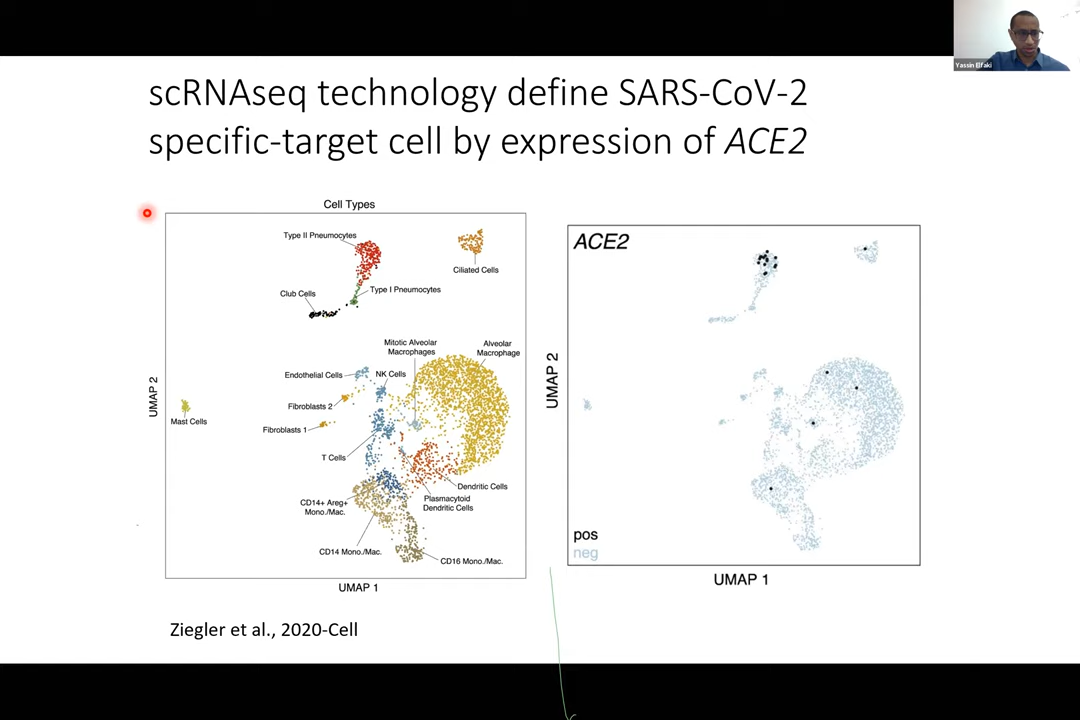 Yassin Elfaki
scRNAseq technology define SARS-CoV-2
specific-target cell by expression of ACE2
Cell Types
Type II Pneumocytes
Ciliated Cells
Type I Pneumocytes
Club Cells
Mitotic Alveolar
Macrophages
Alveolar
Macrophage
Endothelial Cells
NK Cells
Fibroblasts 2
Mast Cells
Fibroblasts 1
T Cells
Dendritic Cells
Plasmacytoid
Dendritic Cells
CD14+ Areg+
Mono./Mac.
CD14 Mono./Mac.
CD16 Mono./Mac.
UMAP 2
UMAP 1
ACE2
pos
neg
UMAP 2
UMAP 1
Ziegler et al., 2020-Cell